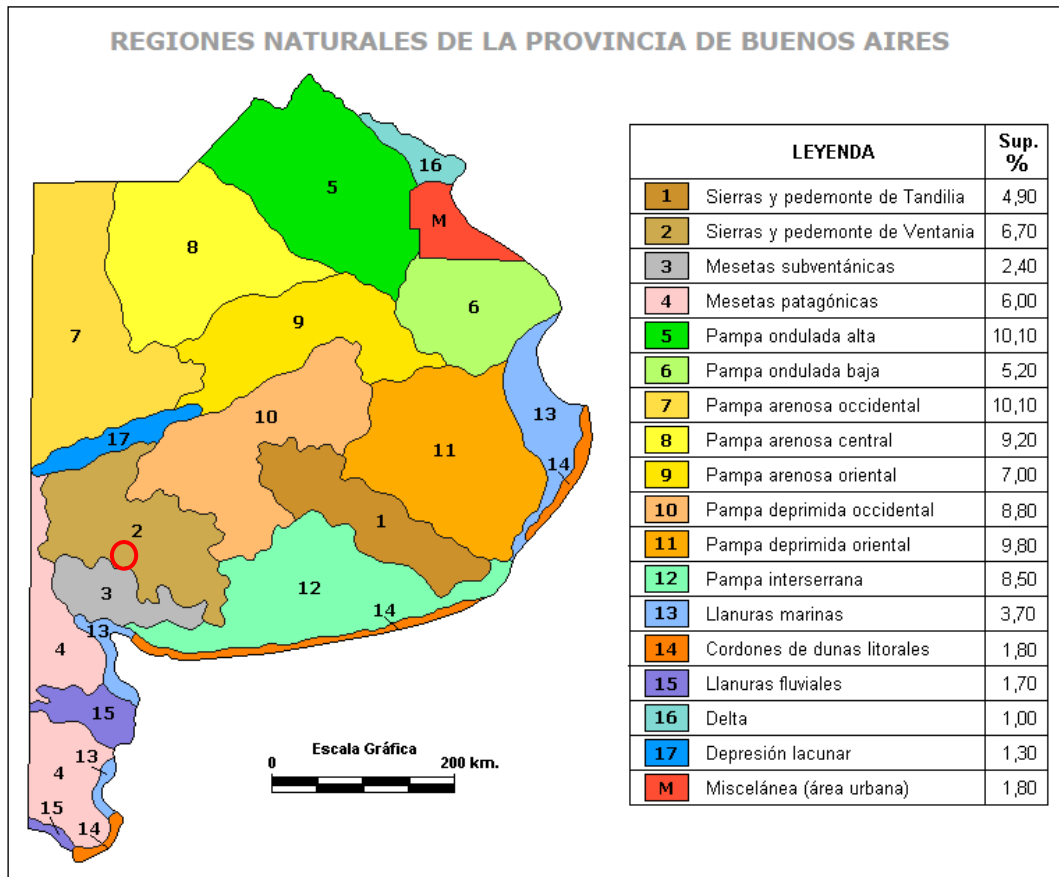 REGIONES NATURALES DE LA PROVINCIA DE BUENOS AIRES
16
5
M
8
9
6
7
10
13
17
11
14
2
1
3
12
14
13
4
15
13
4
15
14
Escala Gráfica
0 200 km.
LEYENDA Sup. %
1 Sierras y pedemonte de Tandilia 4,90
2 Sierras y pedemonte de Ventania 6,70
3 Mesetas subventánicas 2,40
4 Mesetas patagónicas 6,00
5 Pampa ondulada alta 10,10
6 Pampa ondulada baja 5,20
7 Pampa arenosa occidental 10,10
8 Pampa arenosa central 9,20
9 Pampa arenosa oriental 7,00
10 Pampa deprimida occidental 8,80
11 Pampa deprimida oriental 9,80
12 Pampa interserrana 8,50
13 Llanuras marinas 3,70
14 Cordones de dunas litorales 1,80
15 Llanuras fluviales 1,70
16 Delta 1,00
17 Depresión lacunar 1,30
M Miscelánea (área urbana) 1,80